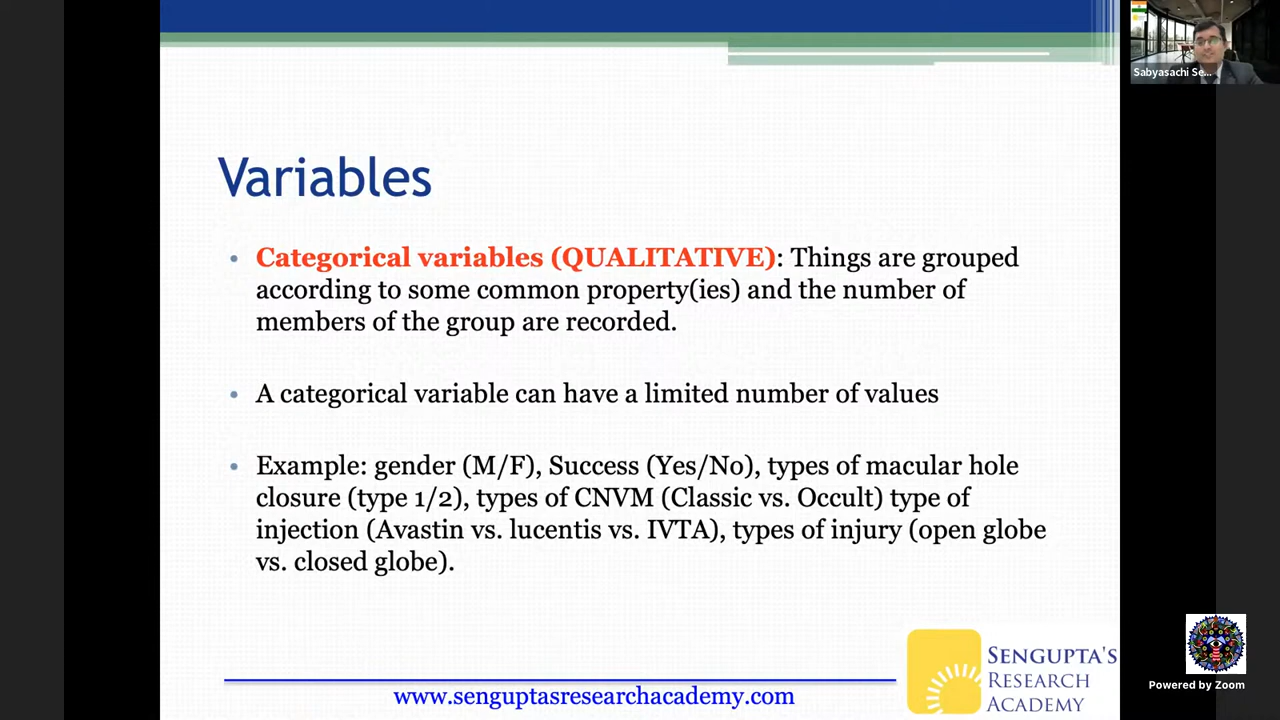 Sabyasachi Se...
Variables
• Categorical variables (QUALITATIVE): Things are grouped
according to some common property(ies) and the number of
members of the group are recorded.
• A categorical variable can have a limited number of values
• Example: gender (M/F), Success (Yes/No), types of macular hole
closure (type 1/2), types of CNVM (Classic vs. Occult) type of
injection (Avastin vs. lucentis vs. IVTA), types of injury (open globe
vs. closed globe).
SENGUPTA'S
RESEARCH
ACADEMY
www.senguptasresearchacademy.com
Powered by Zoom